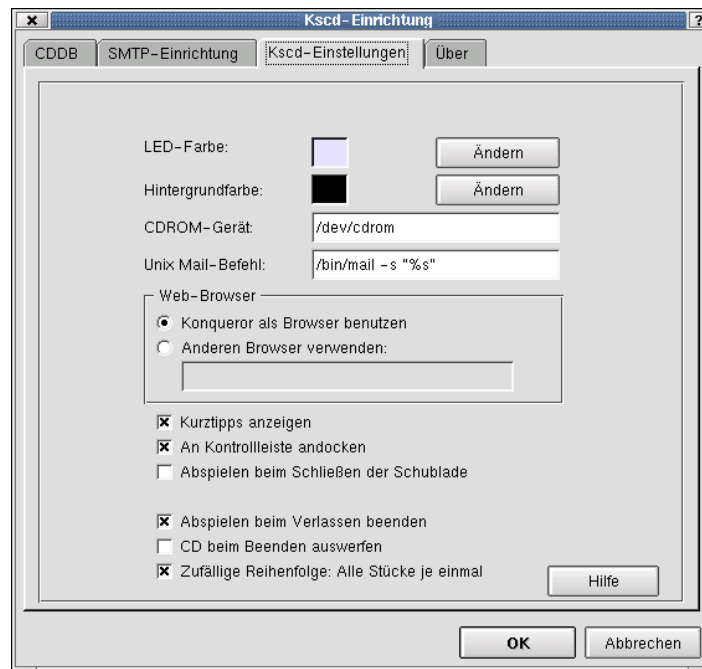 Kscd-Einrichtung
?
CDDB
SMTP-Einrichtung
Kscd-Einstellungen
Über
LED-Farbe:
Ändern
Hintergrundfarbe:
Ändern
CDROM-Gerät:
/dev/cdrom
Unix Mail-Befehl:
/bin/mail -s "%s"
Web-Browser
Konqueror als Browser benutzen
Anderen Browser verwenden:
Kurztipps anzeigen
An Kontrollleiste andocken
Abspielen beim Schließen der Schublade
Abspielen beim Verlassen beenden
CD beim Beenden auswerfen
Zufällige Reihenfolge: Alle Stücke je einmal
Hilfe
OK
Abbrechen